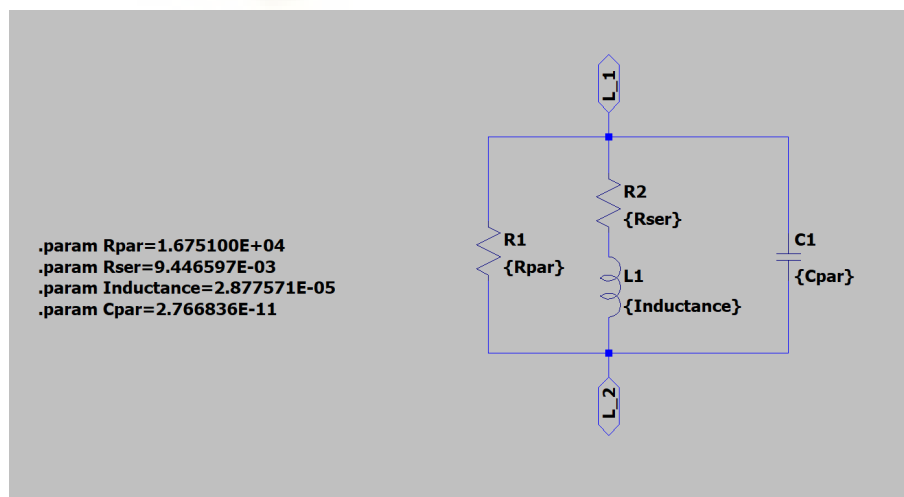 L_1
R2
{Rser}
R1
{Rpar}
C1
{Cpar}
L1
{Inductance}
.param Rpar=1.675100E+04
.param Rser=9.446597E-03
.param Inductance=2.877571E-05
.param Cpar=2.766836E-11
L_2